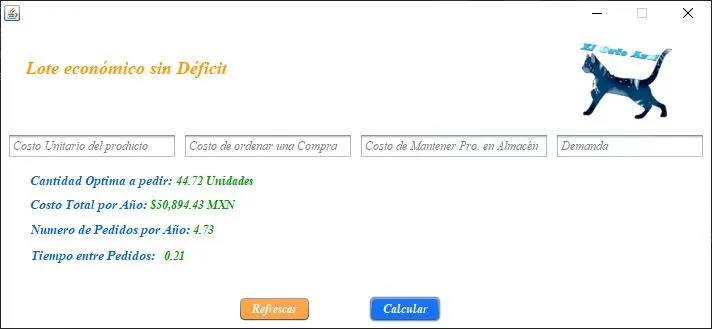 El Gato Azul
Lote económico sin Déficit
Costo Unitario del producto
Costo de ordenar una Compra
Costo de Mantener Pro. en Almacén
Demanda
Cantidad Optima a pedir: 44.72 Unidades
Costo Total por Año: $50,894.43 MXN
Numero de Pedidos por Año: 4.73
Tiempo entre Pedidos: 0.21
Refrescar
Calcular